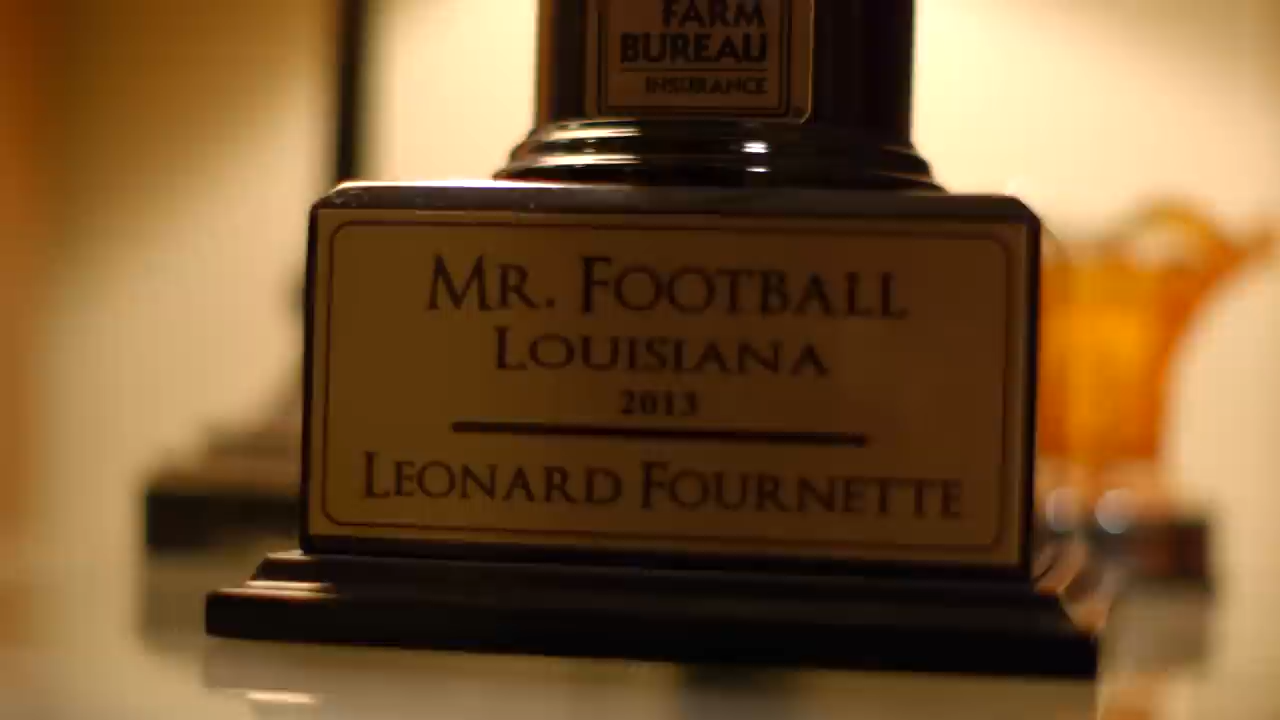 FARM
BUREAU
INSURANCE
MR. FOOTBALL
LOUISIANA
2013
LEONARD FOURNETTE